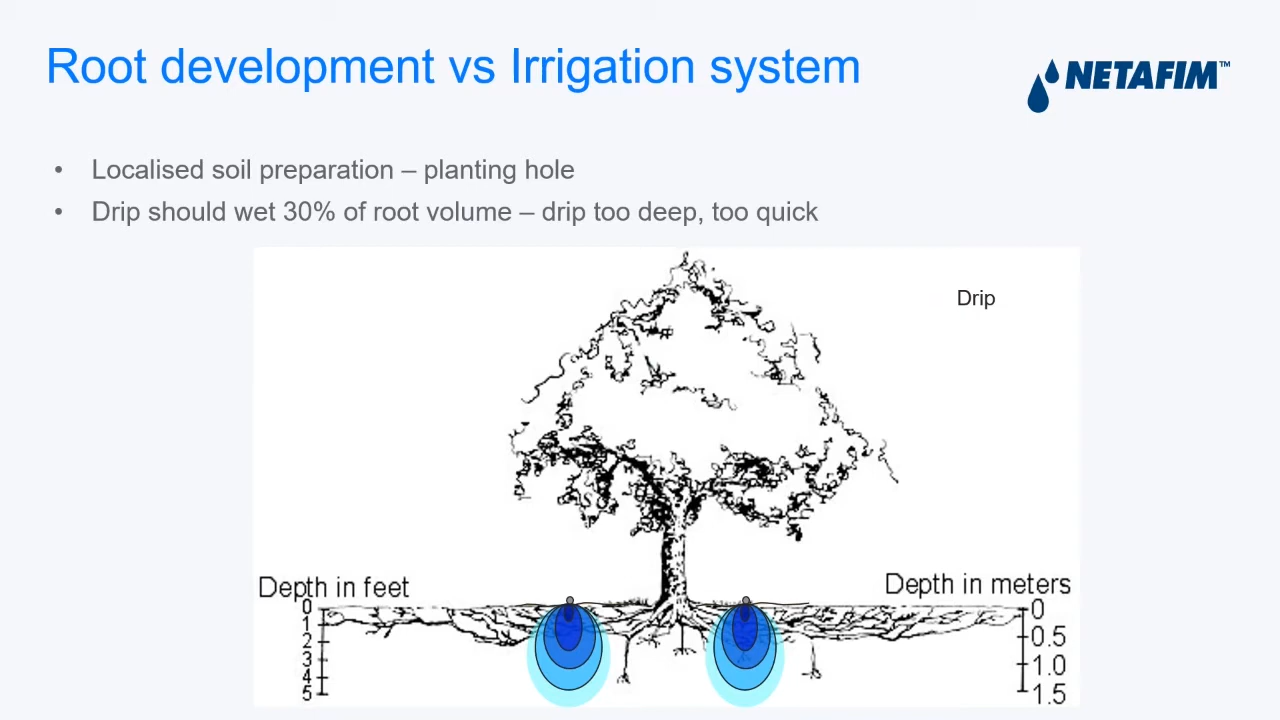 Root development vs Irrigation system
NETAFIM™
• Localised soil preparation – planting hole
• Drip should wet 30% of root volume – drip too deep, too quick
Drip
Depth in feet
0
1
2
3
4
5
Depth in meters
0
0.5
1.0
1.5